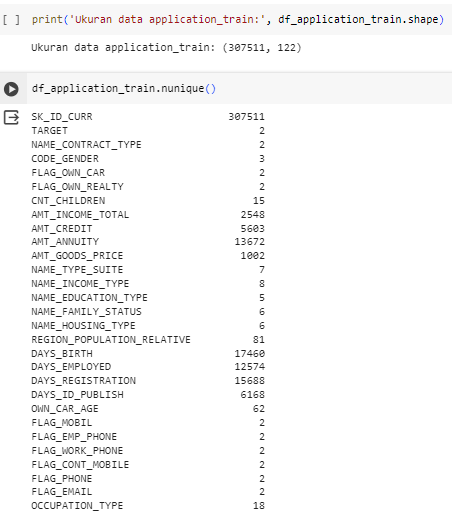 [ ] print('Ukuran data application_train:', df_application_train.shape)
Ukuran data application_train: (307511, 122)
df_application_train.nunique()
SK_ID_CURR 307511
TARGET 2
NAME_CONTRACT_TYPE 2
CODE_GENDER 3
FLAG_OWN_CAR 2
FLAG_OWN_REALTY 2
CNT_CHILDREN 15
AMT_INCOME_TOTAL 2548
AMT_CREDIT 5603
AMT_ANNUITY 13672
AMT_GOODS_PRICE 1002
NAME_TYPE_SUITE 7
NAME_INCOME_TYPE 8
NAME_EDUCATION_TYPE 5
NAME_FAMILY_STATUS 6
NAME_HOUSING_TYPE 6
REGION_POPULATION_RELATIVE 81
DAYS_BIRTH 17460
DAYS_EMPLOYED 12574
DAYS_REGISTRATION 15688
DAYS_ID_PUBLISH 6168
OWN_CAR_AGE 62
FLAG_MOBIL 2
FLAG_EMP_PHONE 2
FLAG_WORK_PHONE 2
FLAG_CONT_MOBILE 2
FLAG_PHONE 2
FLAG_EMAIL 2
OCCUPATION_TYPE 18